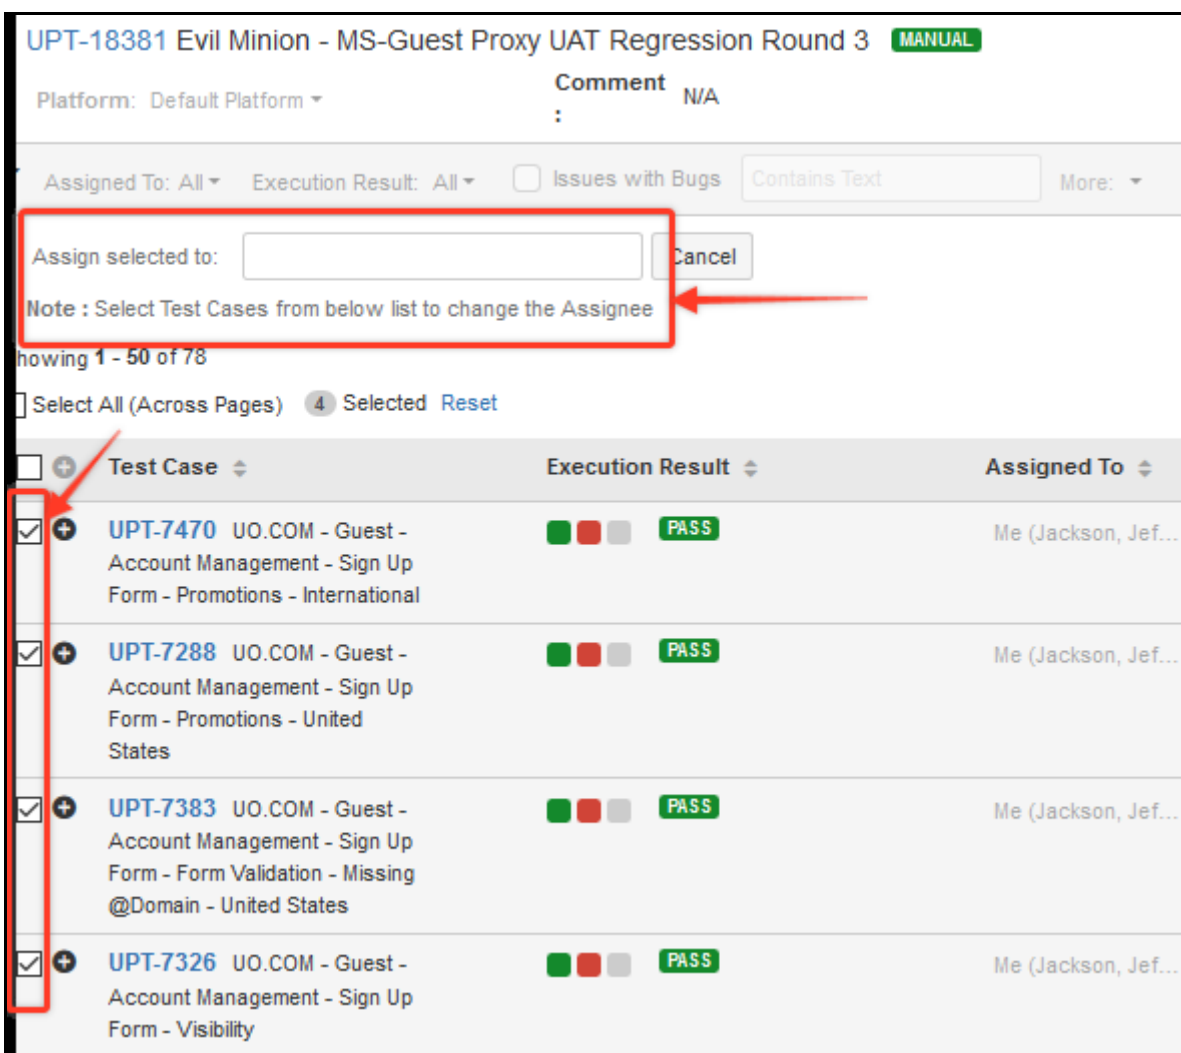 UPT-18381 Evil Minion - MS-Guest Proxy UAT Regression Round 3 MANUAL
Platform: Default Platform
Comment : N/A
Assigned To: All Execution Result: All Issues with Bugs Contains Text More:
Assign selected to: Cancel
Note : Select Test Cases from below list to change the Assignee
howing 1 - 50 of 78
Select All (Across Pages) 4 Selected Reset
Test Case Execution Result Assigned To
UPT-7470 UO.COM - Guest - PASS Me (Jackson, Jef...
Account Management - Sign Up
Form - Promotions - International
UPT-7288 UO.COM - Guest - PASS Me (Jackson, Jef...
Account Management - Sign Up
Form - Promotions - United
States
UPT-7383 UO.COM - Guest - PASS Me (Jackson, Jef...
Account Management - Sign Up
Form - Form Validation - Missing
@Domain - United States
UPT-7326 UO.COM - Guest - PASS Me (Jackson, Jef...
Account Management - Sign Up
Form - Visibility